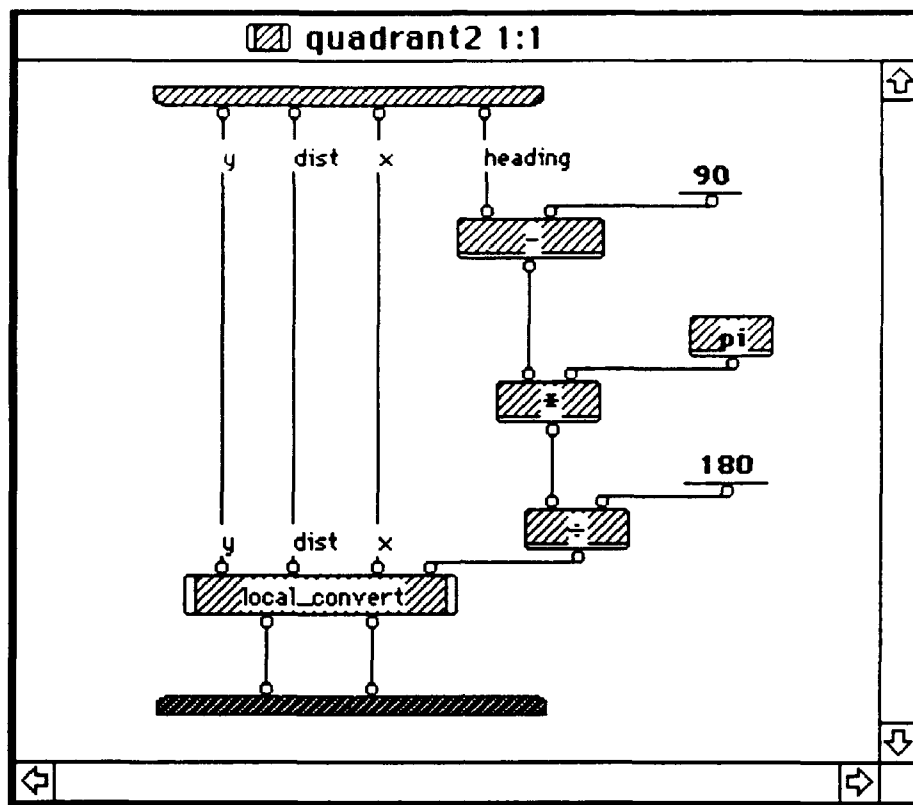 quadrant2 1:1
y dist x heading
90
-
pi
*
180
÷
y dist x
local_convert